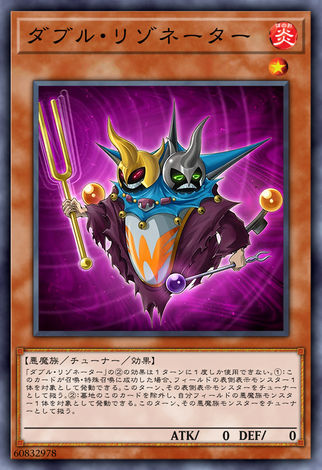 ダブル・リゾネーター
ほのお
炎
【悪魔族／チューナー／効果】
「ダブル・リゾネーター」の②の効果は１ターンに１度しか使用できない。①：こ
のカードが召喚・特殊召喚に成功した場合、フィールドの表側表示モンスター１
体を対象として発動できる。このターン、その表側表示モンスターをチューナー
として扱う。②：墓地のこのカードを除外し、自分フィールドの悪魔族モンス
ター１体を対象として発動できる。このターン、その悪魔族モンスターをチューナ
ーとして扱う。
ATK/ 0 DEF/ 0
60832978